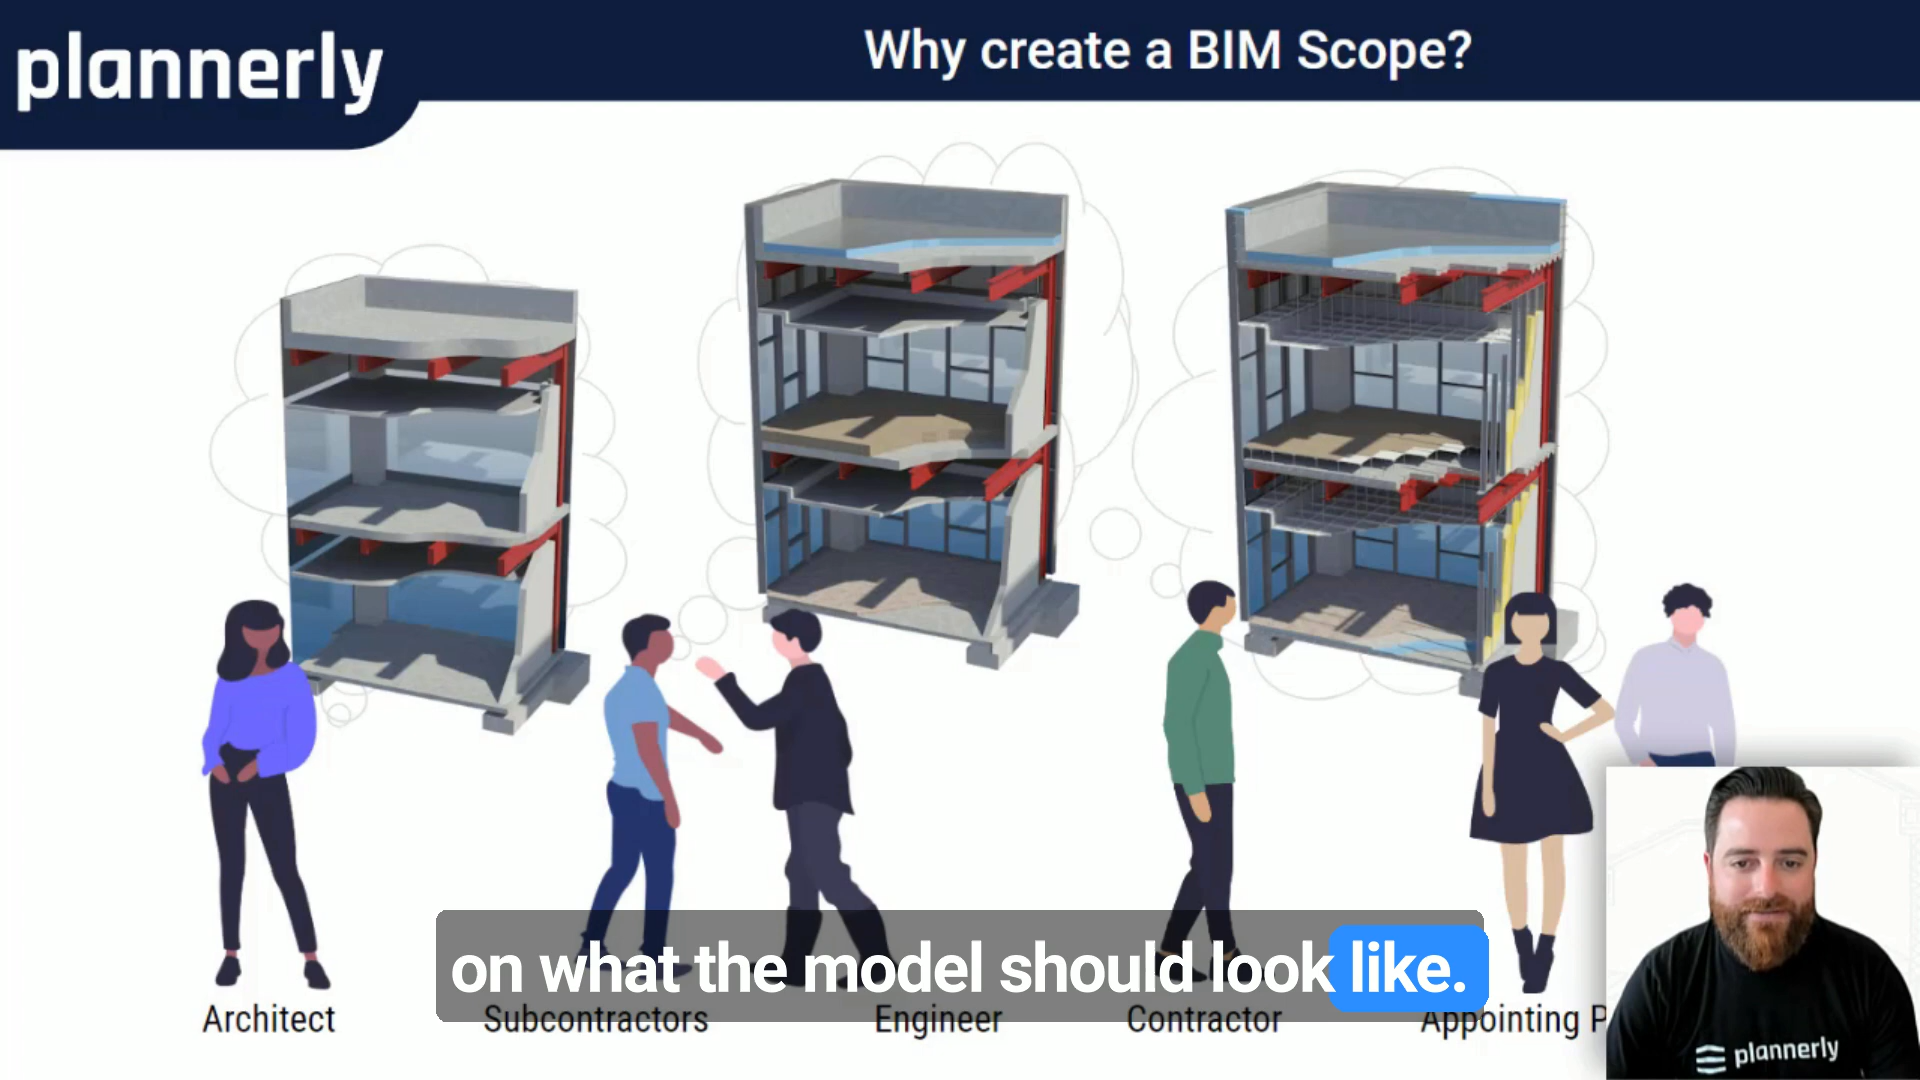 plannerly
Why create a BIM Scope?
on what the model should look like.
Architect
Subcontractors
Engineer
Contractor
Appointing P
plannerly